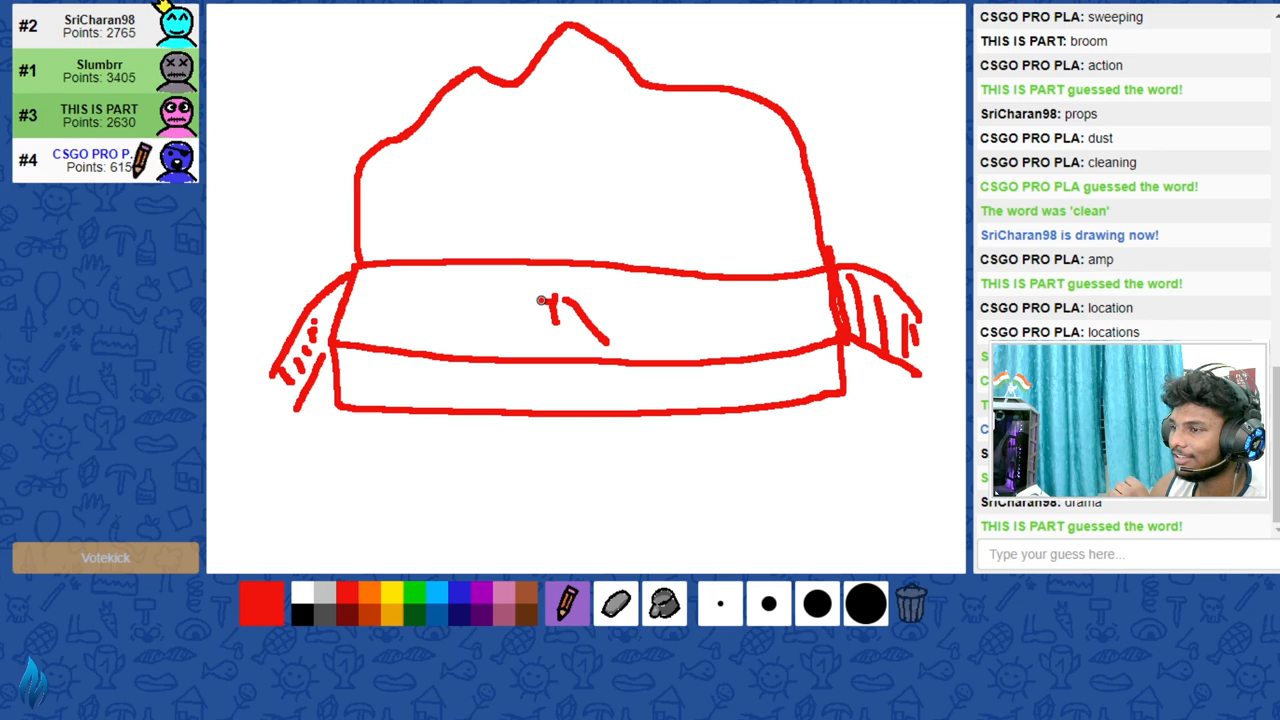 #2
SriCharan98
Points: 2765
#1
Slumbrr
Points: 3405
#3
THIS IS PART
Points: 2630
#4
CSGO PRO P.
Points: 615
Votekick
CSGO PRO PLA: sweeping
THIS IS PART: broom
CSGO PRO PLA: action
THIS IS PART guessed the word!
SriCharan98: props
CSGO PRO PLA: dust
CSGO PRO PLA: cleaning
CSGO PRO PLA guessed the word!
The word was 'clean'
SriCharan98 is drawing now!
CSGO PRO PLA: amp
THIS IS PART guessed the word!
CSGO PRO PLA: location
CSGO PRO PLA: locations
SriCharan98: drama
THIS IS PART guessed the word!
Type your guess here...